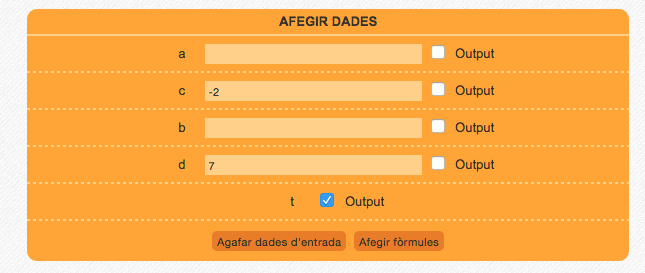 AFEGIR DADES
a Output
c -2 Output
b Output
d 7 Output
t Output
Agafar dades d'entrada Afegir fòrmules